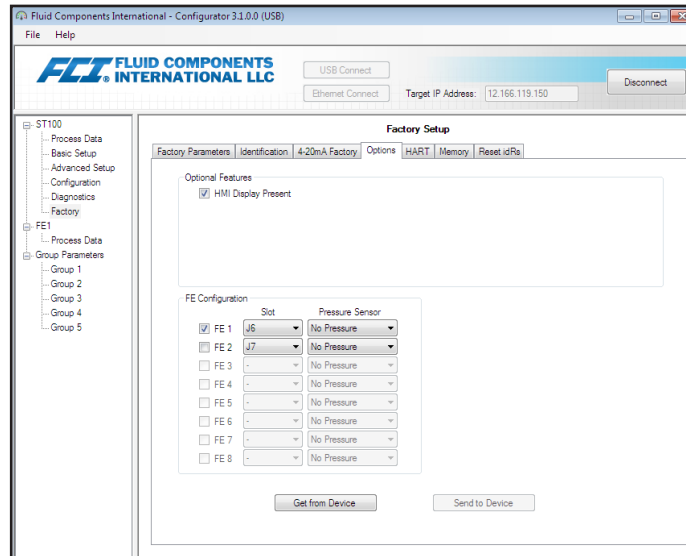 Fluid Components International - Configurator 3.1.0.0 (USB)
File Help
FCI FLUID COMPONENTS
® INTERNATIONAL LLC
USB Connect
Ethernet Connect Target IP Address: 12.166.119.150
Disconnect
ST100
Process Data
Basic Setup
Advanced Setup
Configuration
Diagnostics
Factory
FE1
Process Data
Group Parameters
Group 1
Group 2
Group 3
Group 4
Group 5
Factory Setup
Factory Parameters Identification 4-20mA Factory Options HART Memory Reset idRs
Optional Features
HMI Display Present
FE Configuration
Slot Pressure Sensor
FE 1 J6 No Pressure
FE 2 J7 No Pressure
FE 3 - No Pressure
FE 4 - No Pressure
FE 5 - No Pressure
FE 6 - No Pressure
FE 7 - No Pressure
FE 8 - No Pressure
Get from Device Send to Device